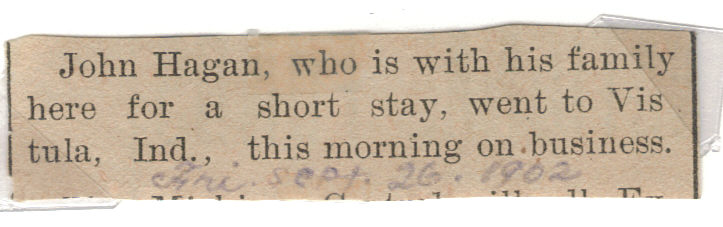 John Hagan, who is with his family
here for a short stay, went to Vis
tula, Ind., this morning on business.
Fri. Sept. 26. 1902